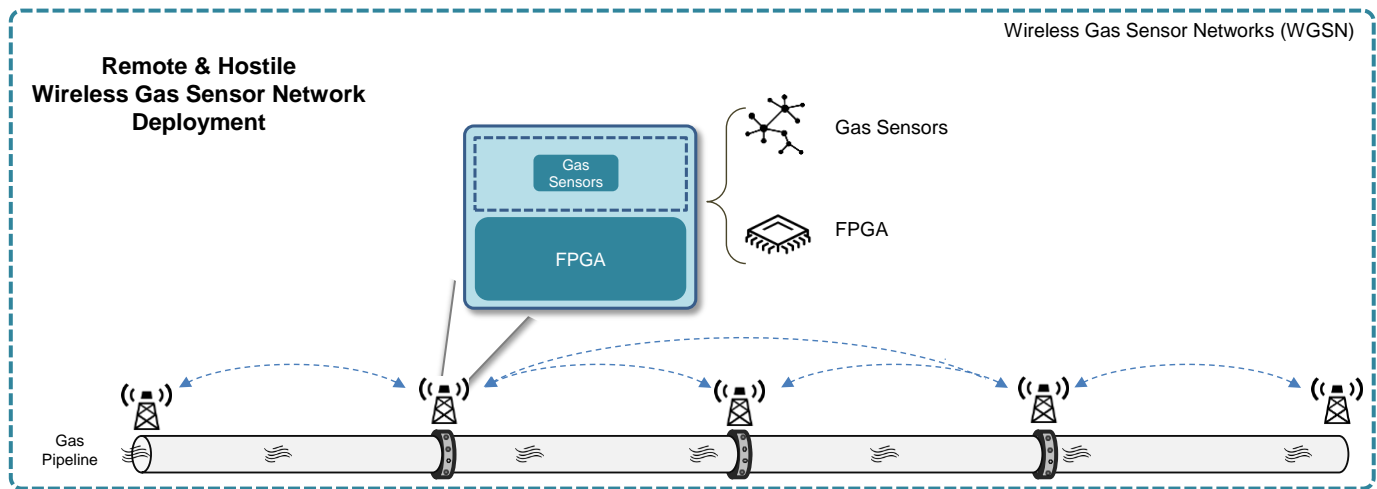 Wireless Gas Sensor Networks (WGSN)
Remote & Hostile
Wireless Gas Sensor Network
Deployment
Gas
Sensors
FPGA
Gas Sensors
FPGA
Gas
Pipeline